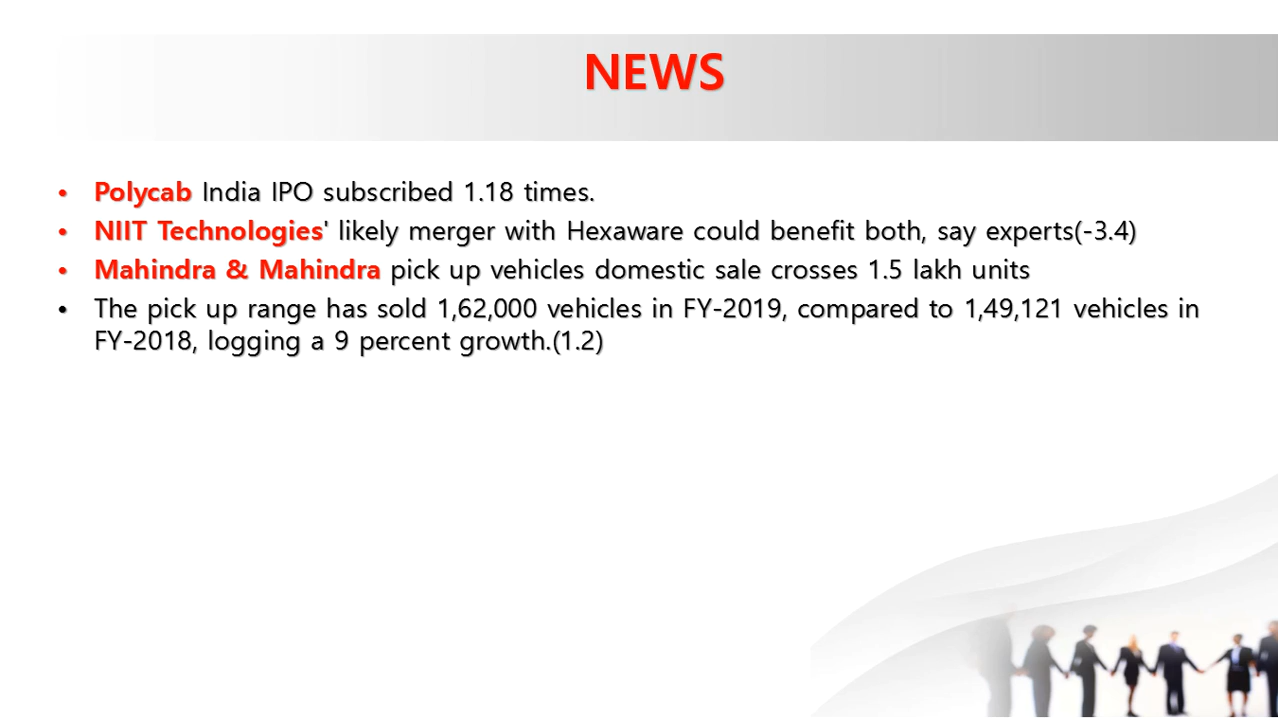 NEWS
• Polycab India IPO subscribed 1.18 times.
• NIIT Technologies' likely merger with Hexaware could benefit both, say experts(-3.4)
• Mahindra & Mahindra pick up vehicles domestic sale crosses 1.5 lakh units
• The pick up range has sold 1,62,000 vehicles in FY-2019, compared to 1,49,121 vehicles in
FY-2018, logging a 9 percent growth.(1.2)